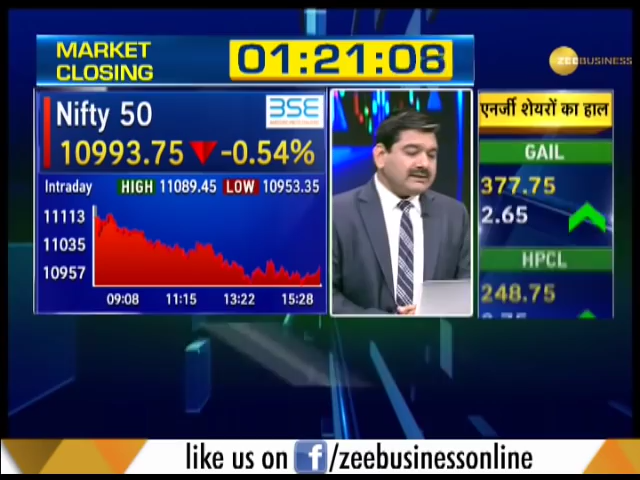 MARKET
CLOSING
01:21:08
ZEEBUSINESS
Nifty 50
BSE
10993.75 -0.54%
Intraday HIGH 11089.45 LOW 10953.35
11113
11035
10957
09:08 11:15 13:22 15:28
एनर्जी शेयरों का हाल
GAIL
377.75
2.65
HPCL
248.75
like us on f/zeebusinessonline